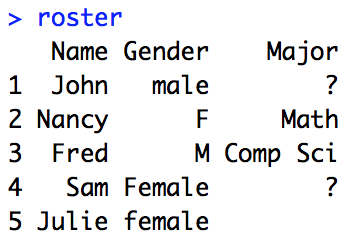 > roster
   Name Gender    Major
1  John   male        ?
2 Nancy      F     Math
3  Fred      M Comp Sci
4   Sam Female        ?
5 Julie female